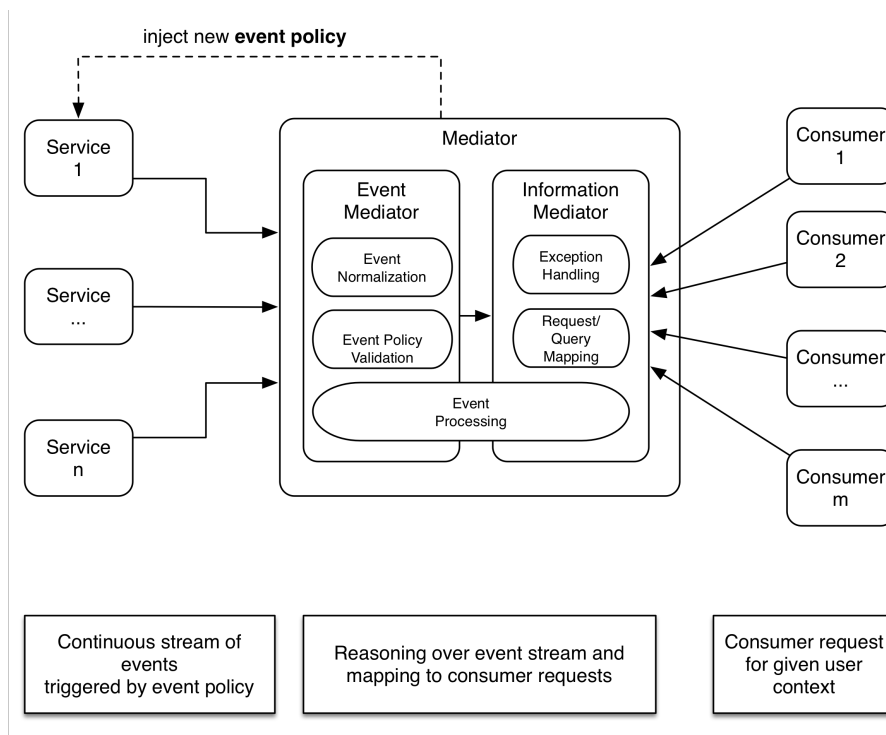 inject new event policy
Service
1
Service
...
Service
n
Mediator
Event
Mediator
Event
Normalization
Event Policy
Validation
Information
Mediator
Exception
Handling
Request/
Query
Mapping
Event
Processing
Consumer
1
Consumer
2
Consumer
...
Consumer
m
Continuous stream of
events
triggered by event policy
Reasoning over event stream and
mapping to consumer requests
Consumer request
for given user
context